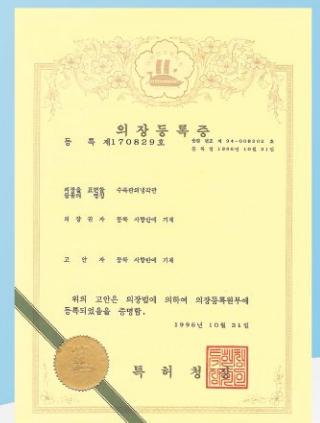 의장등록증
등 록 제170829호
출원 번호 제 94-008202 호
등 록 일 1996년 10월 21일
의장을 표현할
물품의 명칭 수족관의냉각판
의 장 권 자 등록 사항란에 기재
고 안 자 등록 사항란에 기재
위의 고안은 의장법에 의하여 의장등록원부에
등록되었음을 증명함.
1996년 10월 21일
특 허 청 장